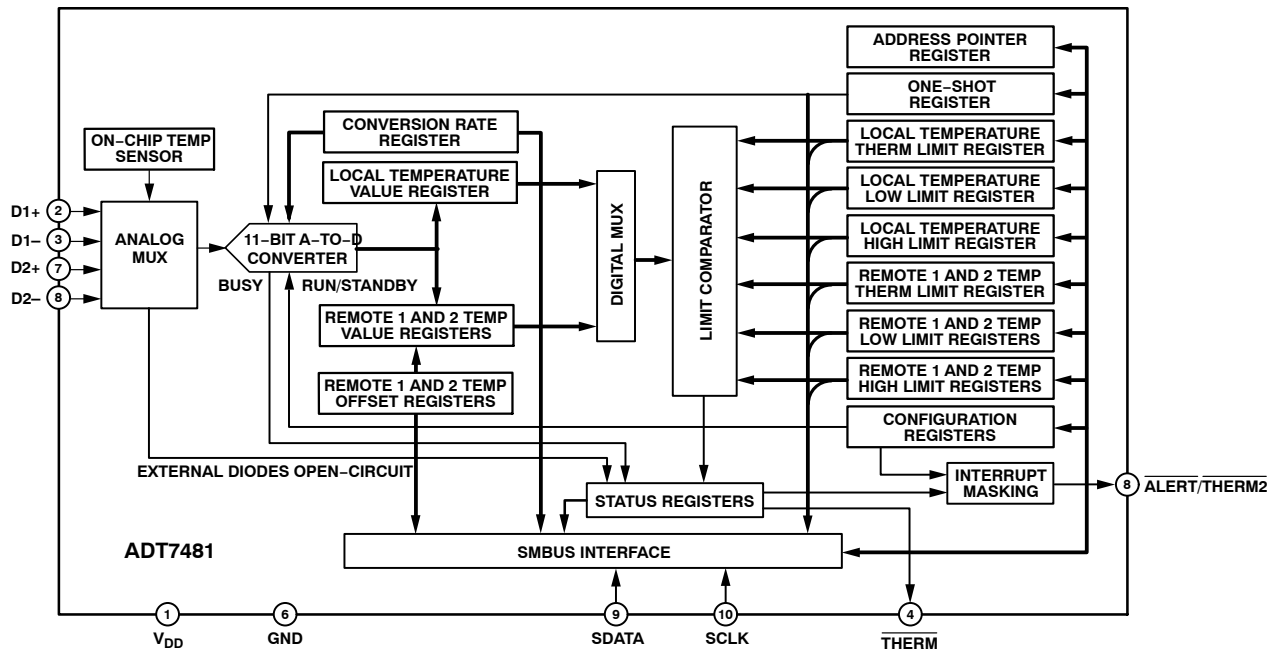 ADDRESS POINTER
REGISTER
ONE−SHOT
REGISTER
CONVERSION RATE
REGISTER
LOCAL TEMPERATURE
THERM LIMIT REGISTER
ON−CHIP TEMP
SENSOR
LOCAL TEMPERATURE
VALUE REGISTER
LOCAL TEMPERATURE
LOW LIMIT REGISTER
D1+ 2
D1− 3
D2+ 7
D2− 8
ANALOG
MUX
11−BIT A−TO−D
CONVERTER
BUSY
RUN/STANDBY
DIGITAL MUX
LIMIT COMPARATOR
LOCAL TEMPERATURE
HIGH LIMIT REGISTER
REMOTE 1 AND 2 TEMP
THERM LIMIT REGISTER
REMOTE 1 AND 2 TEMP
VALUE REGISTERS
REMOTE 1 AND 2 TEMP
LOW LIMIT REGISTERS
REMOTE 1 AND 2 TEMP
OFFSET REGISTERS
REMOTE 1 AND 2 TEMP
HIGH LIMIT REGISTERS
CONFIGURATION
REGISTERS
EXTERNAL DIODES OPEN−CIRCUIT
INTERRUPT
MASKING
8 ALERT/THERM2
STATUS REGISTERS
ADT7481
SMBUS INTERFACE
1
6
9
10
4
VDD
GND
SDATA
SCLK
THERM